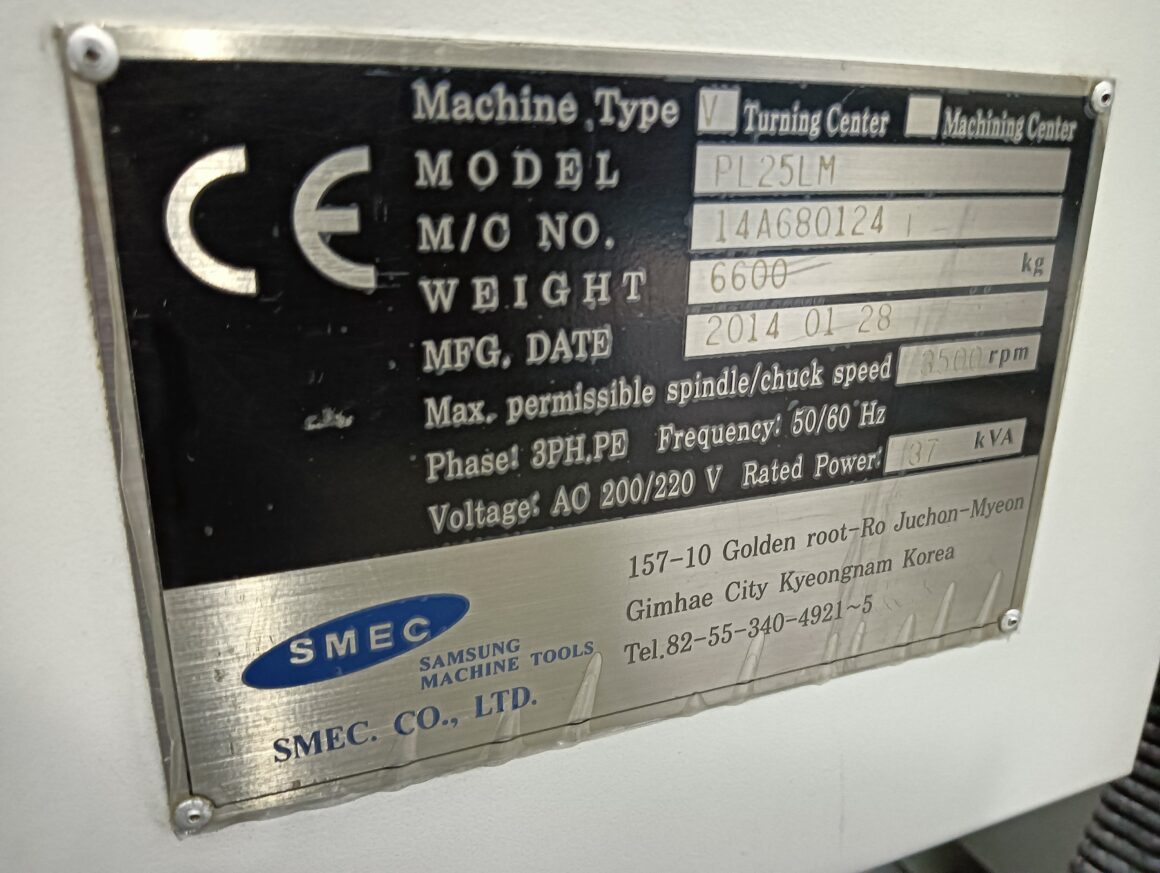 CE
Machine Type V Turning Center Machining Center
MODEL PL25LM
M/C NO. 14A680124
WEIGHT 6600 kg
MFG. DATE 2014 01 28
Max. permissible spindle/chuck speed 3500 rpm
Phase: 3PH.PE Frequency: 50/60 Hz
Voltage: AC 200/220 V Rated Power: 37 kVA
157-10 Golden root-Ro Juchon-Myeon
Gimhae City Kyeongnam Korea
Tel.82-55-340-4921~5
SMEC
SAMSUNG
MACHINE TOOLS
SMEC. CO., LTD.